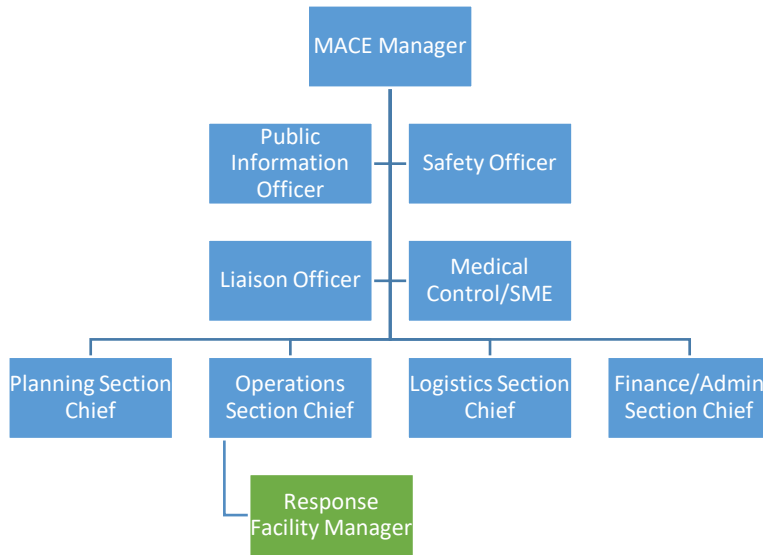 MACE Manager
Public
Information
Officer
Safety Officer
Liaison Officer
Medical
Control/SME
Planning Section
Chief
Operations
Section Chief
Logistics Section
Chief
Finance/Admin
Section Chief
Response
Facility Manager